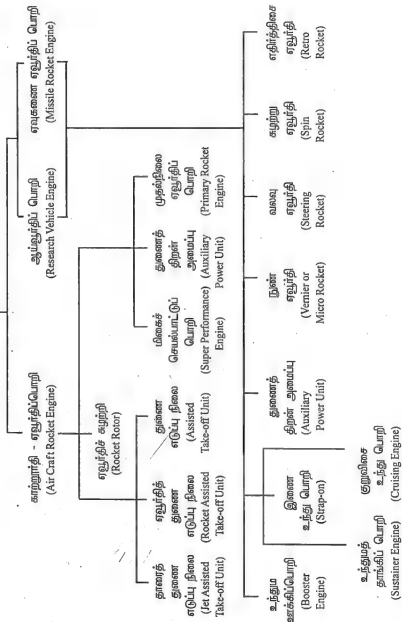 காற்றூர்தி - ஏவூர்திப்பொறி
(Air Craft Rocket Engine)
ஆய்வூர்திப் பொறி
(Research Vehicle Engine)
ஏவுகணை ஏவூர்திப் பொறி
(Missile Rocket Engine)
ஏவூர்திச் சுழற்றி
(Rocket Rotor)
தாரைத்
துணை
எடுப்பு நிலை
(Jet Assisted
Take-off Unit)
ஏவூர்தித்
துணை
எடுப்பு நிலை
(Rocket Assisted
Take-off Unit)
துணை
எடுப்பு நிலை
(Assisted
Take-off Unit)
மிகைச்
செயல்பாட்டுப்
பொறி
(Super Performance)
Engine)
துணைத்
திறன்
அமைப்பு
(Auxiliary
Power Unit)
முதல்நிலை
ஏவூர்திப்
பொறி
(Primary Rocket
Engine)
உந்தும
ஊக்கிப்பொறி
(Booster
Engine)
இணை
உந்து பொறி
(Strap-on)
துணைத்
திறன் அமைப்பு
(Auxiliary
Power Unit)
நுண்
ஏவூர்தி
(Vernier or
Micro Rocket)
வலவு
ஏவூர்தி
(Steering
Rocket)
சுழற்று
ஏவூர்தி
(Spin
Rocket)
எதிர்த்திசை
ஏவூர்தி
(Retro
Rocket)
உந்துமத்
தாங்கிப் பொறி
(Sustainer Engine)
குறுவிசை
உந்து பொறி
(Cruising Engine)